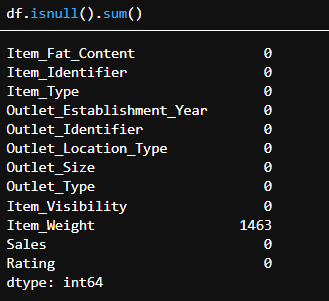 df.isnull().sum()
Item_Fat_Content 0
Item_Identifier 0
Item_Type 0
Outlet_Establishment_Year 0
Outlet_Identifier 0
Outlet_Location_Type 0
Outlet_Size 0
Outlet_Type 0
Item_Visibility 0
Item_Weight 1463
Sales 0
Rating 0
dtype: int64